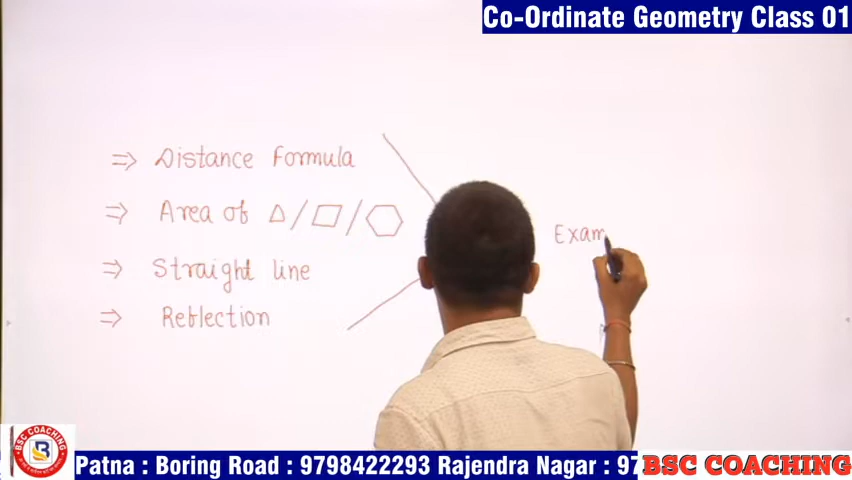 Co-Ordinate Geometry Class 01
⇒ Distance Formula
⇒ Area of △/▱/⬡
⇒ Straight line
⇒ Reflection
Exam
BSC COACHING
Patna : Boring Road : 9798422293 Rajendra Nagar : 97
BSC COACHING